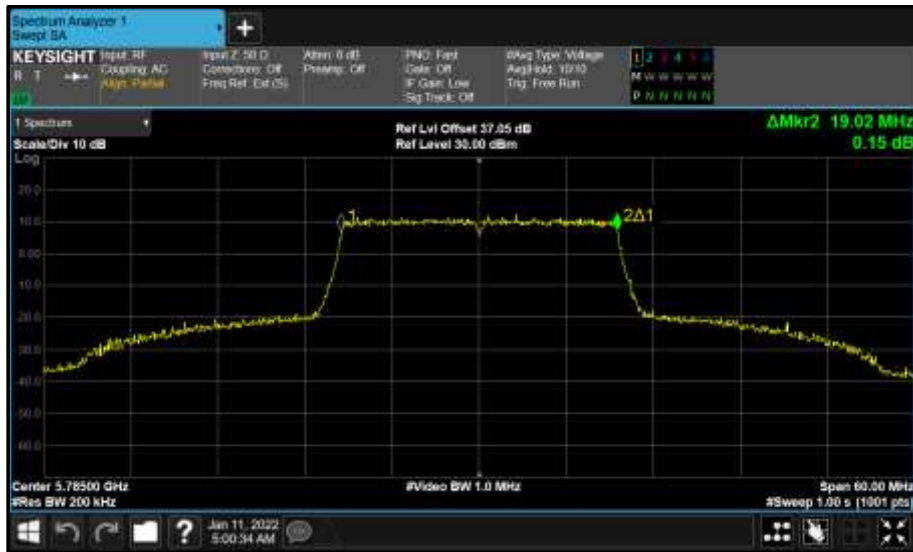 Spectrum Analyzer 1
Swept SA
+
KEYSIGHT
R T
Input: RF
Coupling: AC
Align: Partial
Input Z: 50 Ω
Corrections: Off
Freq Ref: Ext (S)
Atten: 6 dB
Preamp: Off
PNO: Fast
Gate: Off
IF Gain: Low
Sig Track: Off
#Avg Type: Voltage
Avg|Hold: 10/10
Trig: Free Run
1 2 3 4 5 6
M W W W W W
P N N N N N
1 Spectrum
Scale/Div 10 dB
Ref Lvl Offset 37.05 dB
Ref Level 30.00 dBm
ΔMkr2 19.02 MHz
0.15 dB
Log
20.0
10.0
0.00
-10.0
-20.0
-30.0
-40.0
-50.0
-60.0
1
2Δ1
Center 5.78500 GHz
#Res BW 200 kHz
#Video BW 1.0 MHz
Span 60.00 MHz
#Sweep 1.00 s (1001 pts)
?
Jan 11, 2022
5:00:34 AM